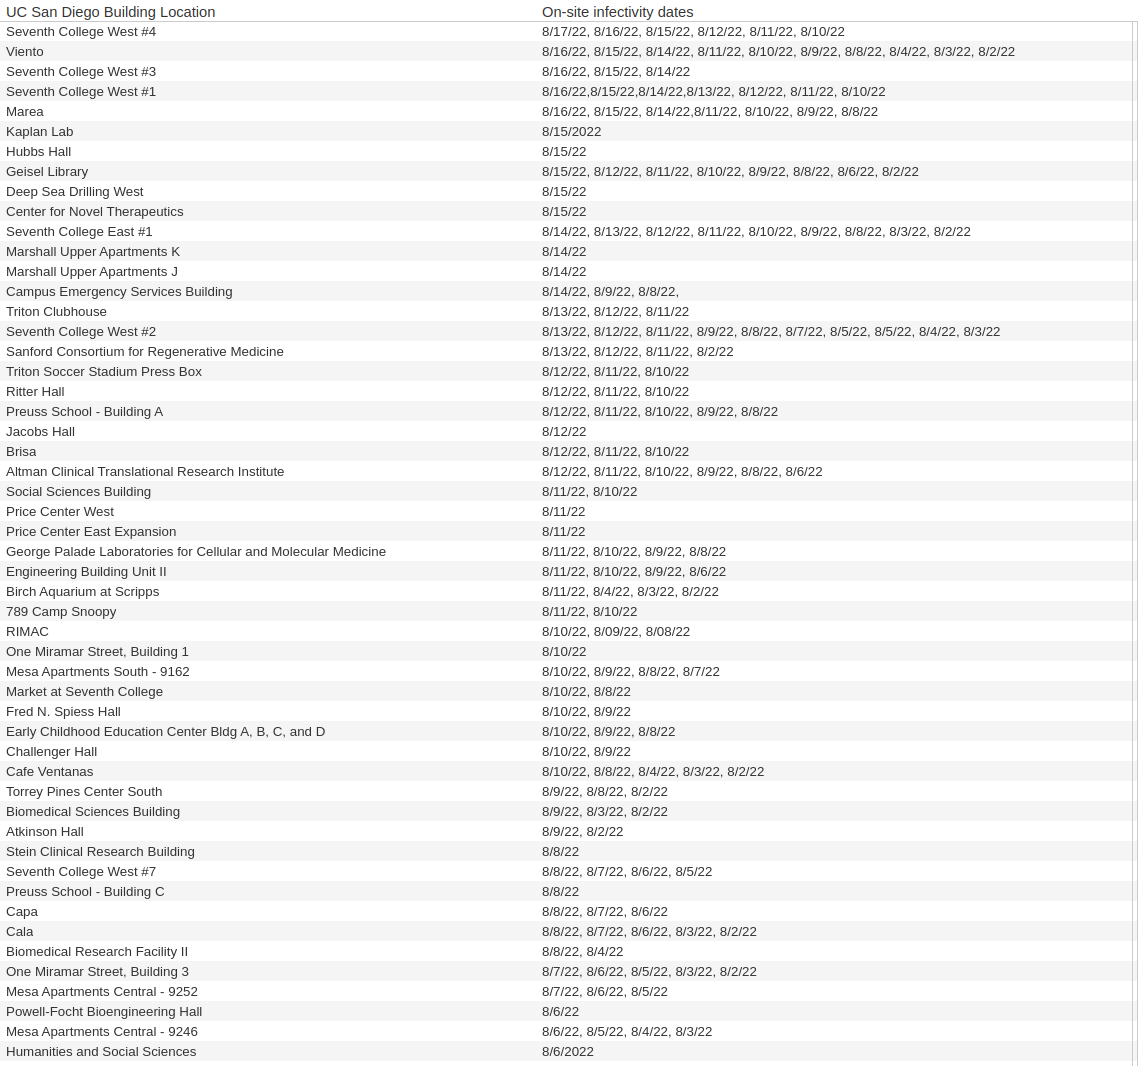 UC San Diego Building Location On-site infectivity dates
Seventh College West #4 8/17/22, 8/16/22, 8/15/22, 8/12/22, 8/11/22, 8/10/22
Viento 8/16/22, 8/15/22, 8/14/22, 8/11/22, 8/10/22, 8/9/22, 8/8/22, 8/4/22, 8/3/22, 8/2/22
Seventh College West #3 8/16/22, 8/15/22, 8/14/22
Seventh College West #1 8/16/22,8/15/22,8/14/22,8/13/22, 8/12/22, 8/11/22, 8/10/22
Marea 8/16/22, 8/15/22, 8/14/22,8/11/22, 8/10/22, 8/9/22, 8/8/22
Kaplan Lab 8/15/2022
Hubbs Hall 8/15/22
Geisel Library 8/15/22, 8/12/22, 8/11/22, 8/10/22, 8/9/22, 8/8/22, 8/6/22, 8/2/22
Deep Sea Drilling West 8/15/22
Center for Novel Therapeutics 8/15/22
Seventh College East #1 8/14/22, 8/13/22, 8/12/22, 8/11/22, 8/10/22, 8/9/22, 8/8/22, 8/3/22, 8/2/22
Marshall Upper Apartments K 8/14/22
Marshall Upper Apartments J 8/14/22
Campus Emergency Services Building 8/14/22, 8/9/22, 8/8/22,
Triton Clubhouse 8/13/22, 8/12/22, 8/11/22
Seventh College West #2 8/13/22, 8/12/22, 8/11/22, 8/9/22, 8/8/22, 8/7/22, 8/5/22, 8/5/22, 8/4/22, 8/3/22
Sanford Consortium for Regenerative Medicine 8/13/22, 8/12/22, 8/11/22, 8/2/22
Triton Soccer Stadium Press Box 8/12/22, 8/11/22, 8/10/22
Ritter Hall 8/12/22, 8/11/22, 8/10/22
Preuss School - Building A 8/12/22, 8/11/22, 8/10/22, 8/9/22, 8/8/22
Jacobs Hall 8/12/22
Brisa 8/12/22, 8/11/22, 8/10/22
Altman Clinical Translational Research Institute 8/12/22, 8/11/22, 8/10/22, 8/9/22, 8/8/22, 8/6/22
Social Sciences Building 8/11/22, 8/10/22
Price Center West 8/11/22
Price Center East Expansion 8/11/22
George Palade Laboratories for Cellular and Molecular Medicine 8/11/22, 8/10/22, 8/9/22, 8/8/22
Engineering Building Unit II 8/11/22, 8/10/22, 8/9/22, 8/6/22
Birch Aquarium at Scripps 8/11/22, 8/4/22, 8/3/22, 8/2/22
789 Camp Snoopy 8/11/22, 8/10/22
RIMAC 8/10/22, 8/09/22, 8/08/22
One Miramar Street, Building 1 8/10/22
Mesa Apartments South - 9162 8/10/22, 8/9/22, 8/8/22, 8/7/22
Market at Seventh College 8/10/22, 8/8/22
Fred N. Spiess Hall 8/10/22, 8/9/22
Early Childhood Education Center Bldg A, B, C, and D 8/10/22, 8/9/22, 8/8/22
Challenger Hall 8/10/22, 8/9/22
Cafe Ventanas 8/10/22, 8/8/22, 8/4/22, 8/3/22, 8/2/22
Torrey Pines Center South 8/9/22, 8/8/22, 8/2/22
Biomedical Sciences Building 8/9/22, 8/3/22, 8/2/22
Atkinson Hall 8/9/22, 8/2/22
Stein Clinical Research Building 8/8/22
Seventh College West #7 8/8/22, 8/7/22, 8/6/22, 8/5/22
Preuss School - Building C 8/8/22
Capa 8/8/22, 8/7/22, 8/6/22
Cala 8/8/22, 8/7/22, 8/6/22, 8/3/22, 8/2/22
Biomedical Research Facility II 8/8/22, 8/4/22
One Miramar Street, Building 3 8/7/22, 8/6/22, 8/5/22, 8/3/22, 8/2/22
Mesa Apartments Central - 9252 8/7/22, 8/6/22, 8/5/22
Powell-Focht Bioengineering Hall 8/6/22
Mesa Apartments Central - 9246 8/6/22, 8/5/22, 8/4/22, 8/3/22
Humanities and Social Sciences 8/6/2022